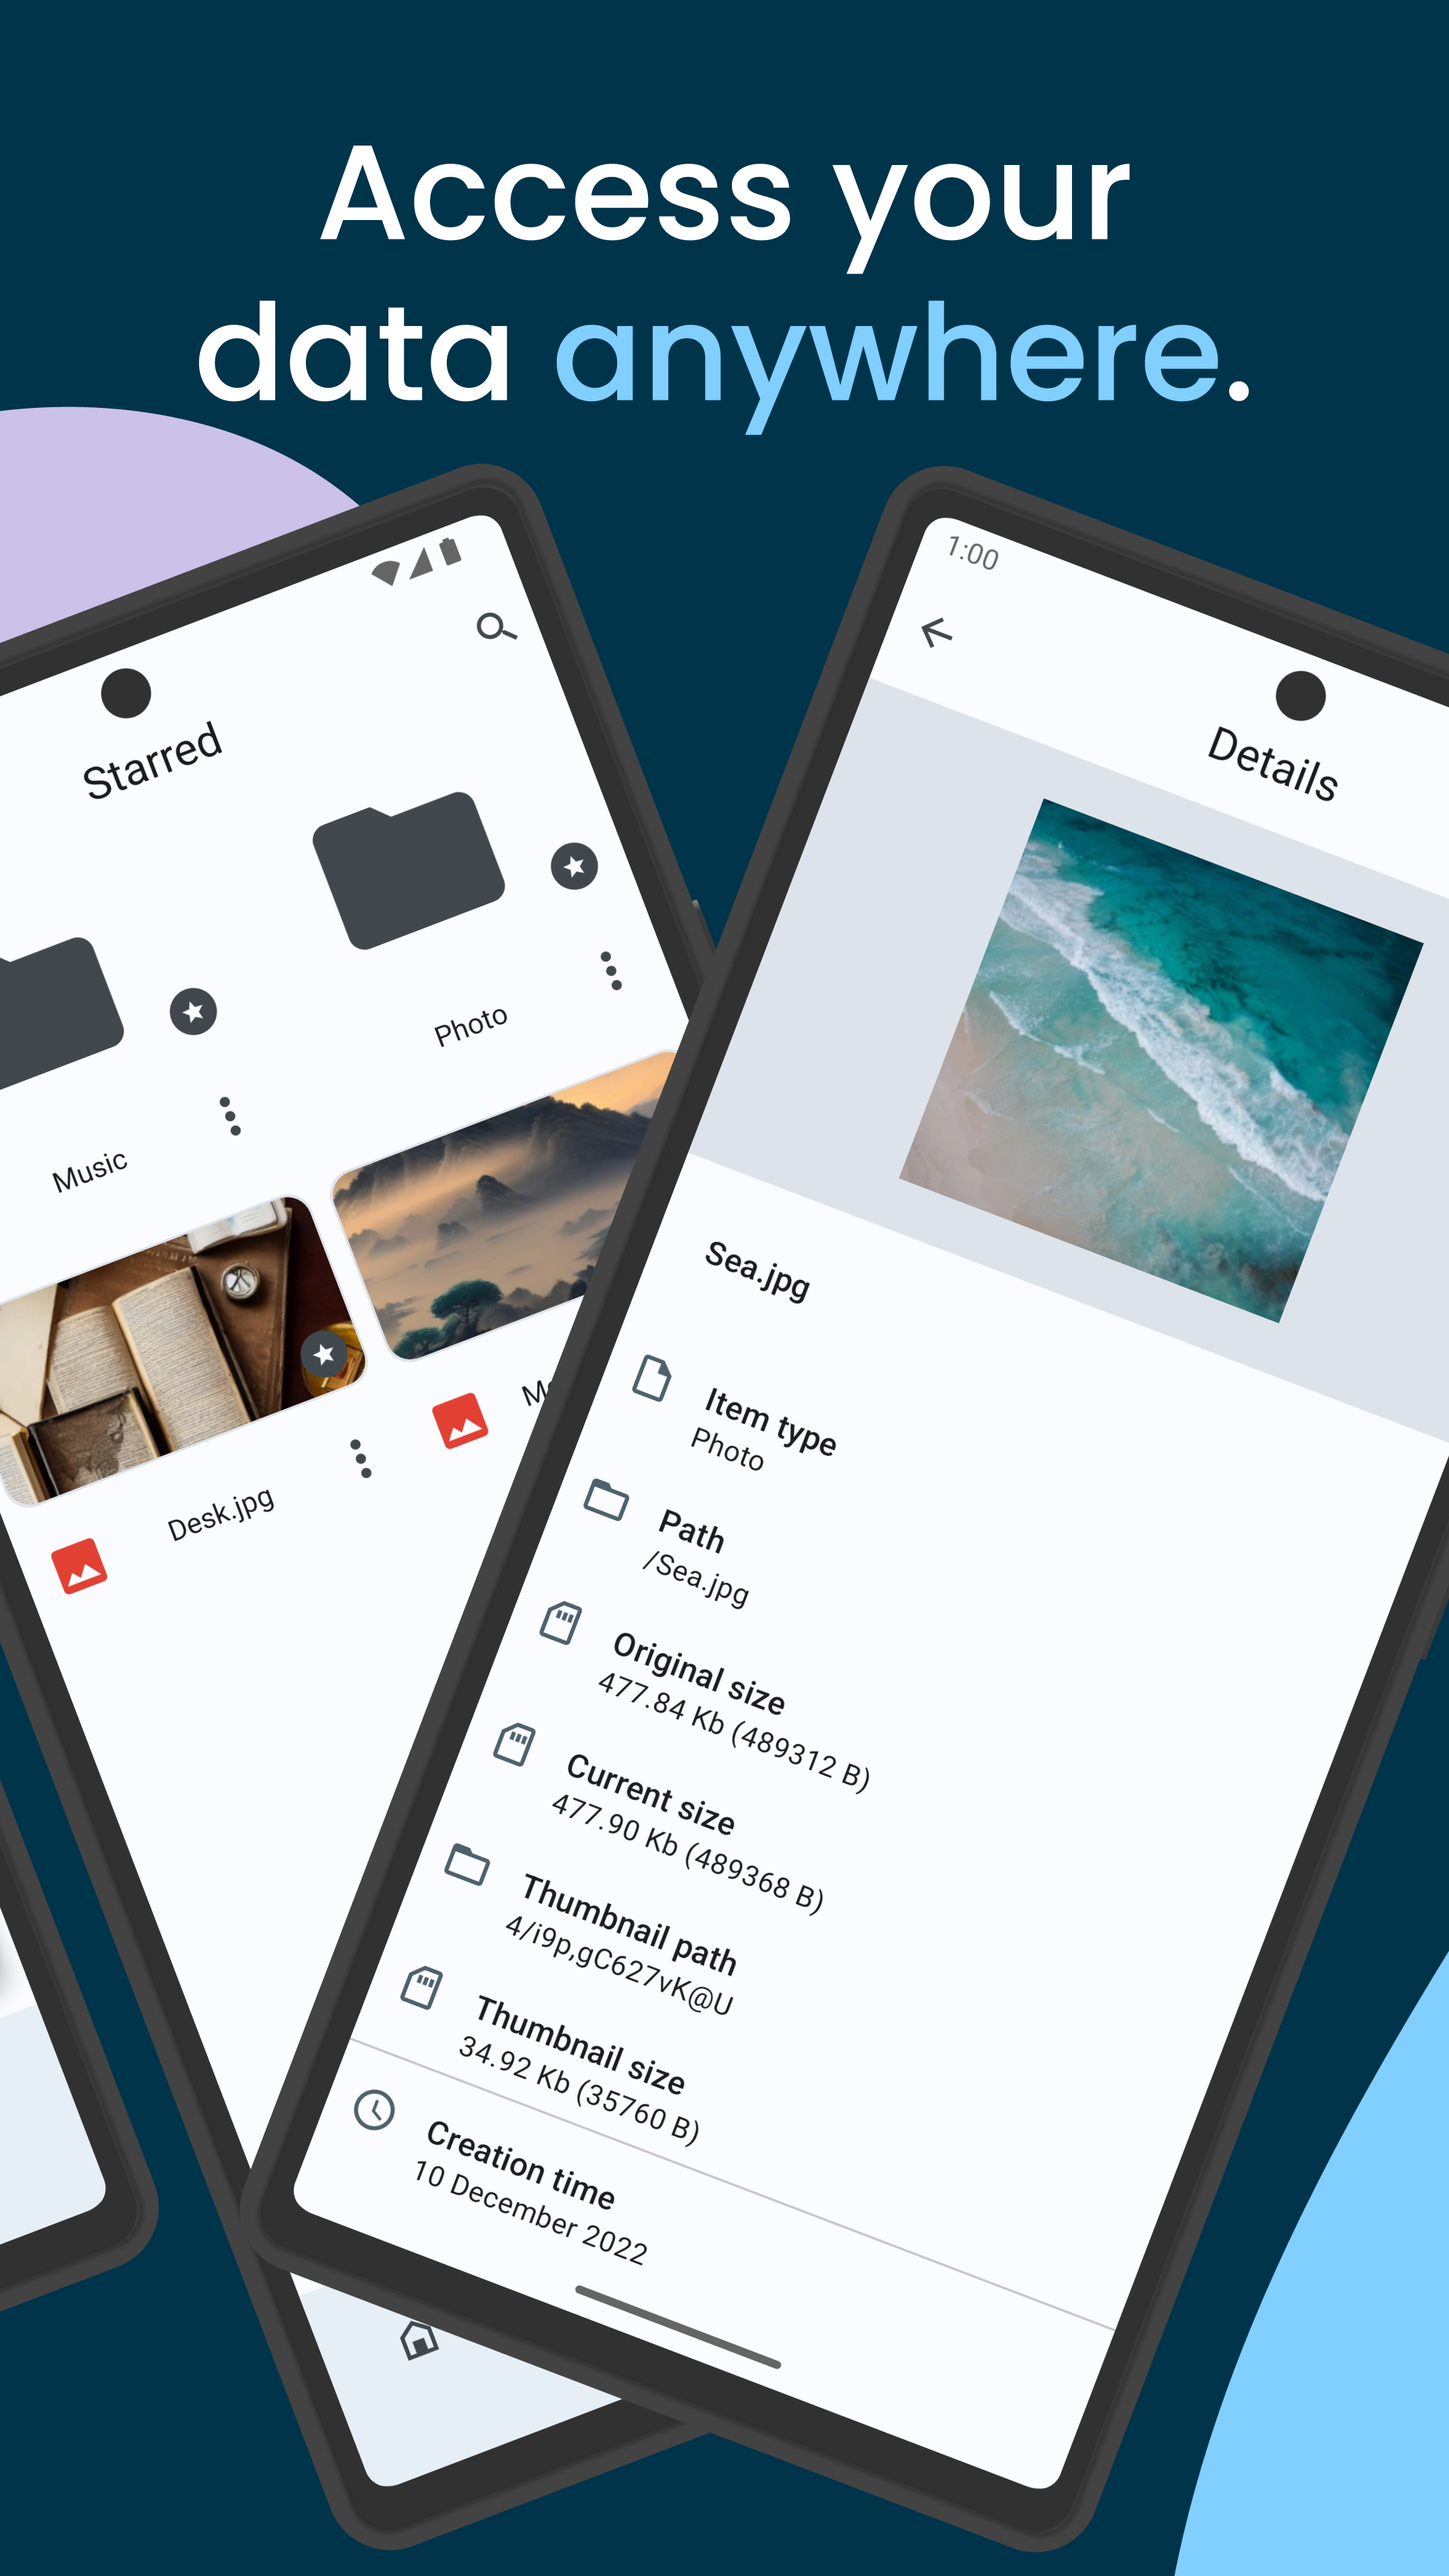 Access your
data anywhere.
Starred
Photo
Music
Desk.jpg
1:00
Details
Sea.jpg
Item type
Photo
Path
/Sea.jpg
Original size
477.84 Kb (489312 B)
Current size
477.90 Kb (489368 B)
Thumbnail path
4/i9p,gC627vK@U
Thumbnail size
34.92 Kb (35760 B)
Creation time
10 December 2022